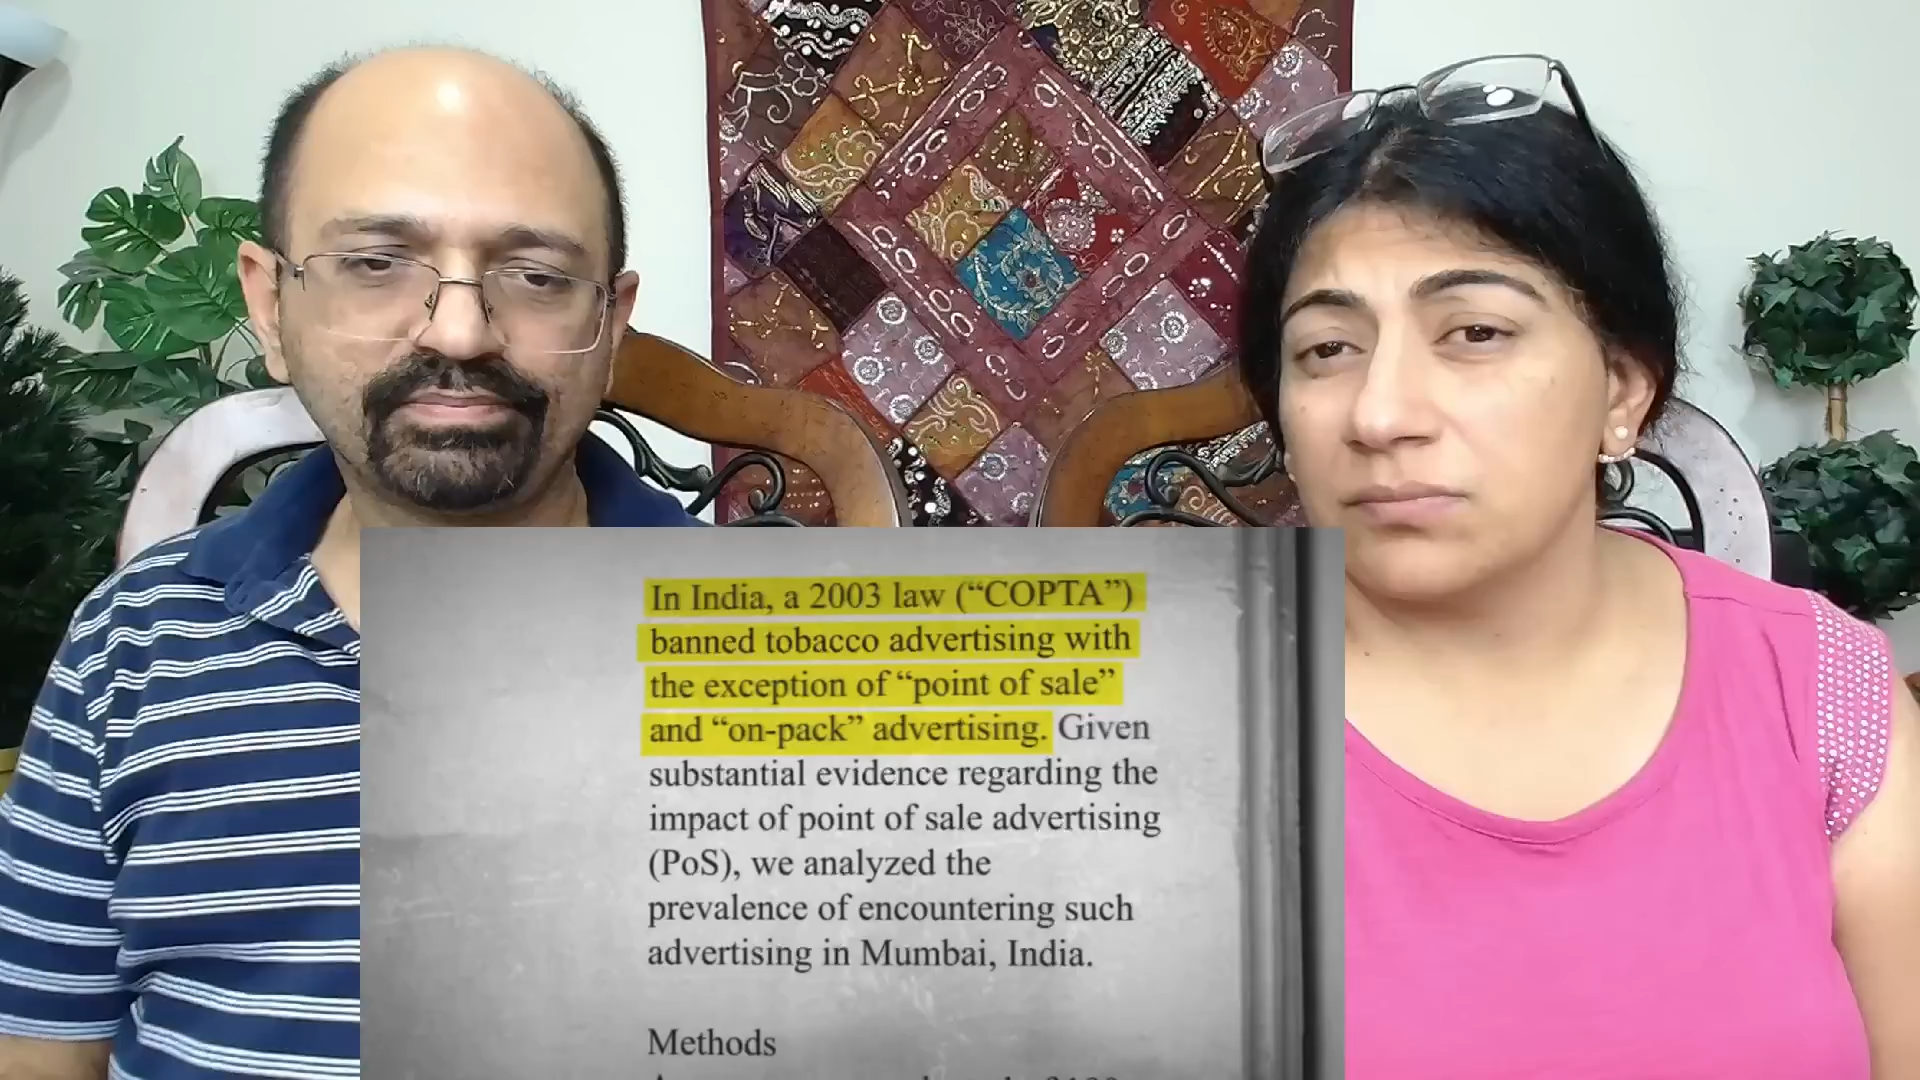 In India, a 2003 law (“COPTA”)
banned tobacco advertising with
the exception of “point of sale”
and “on-pack” advertising. Given
substantial evidence regarding the
impact of point of sale advertising
(PoS), we analyzed the
prevalence of encountering such
advertising in Mumbai, India.
Methods